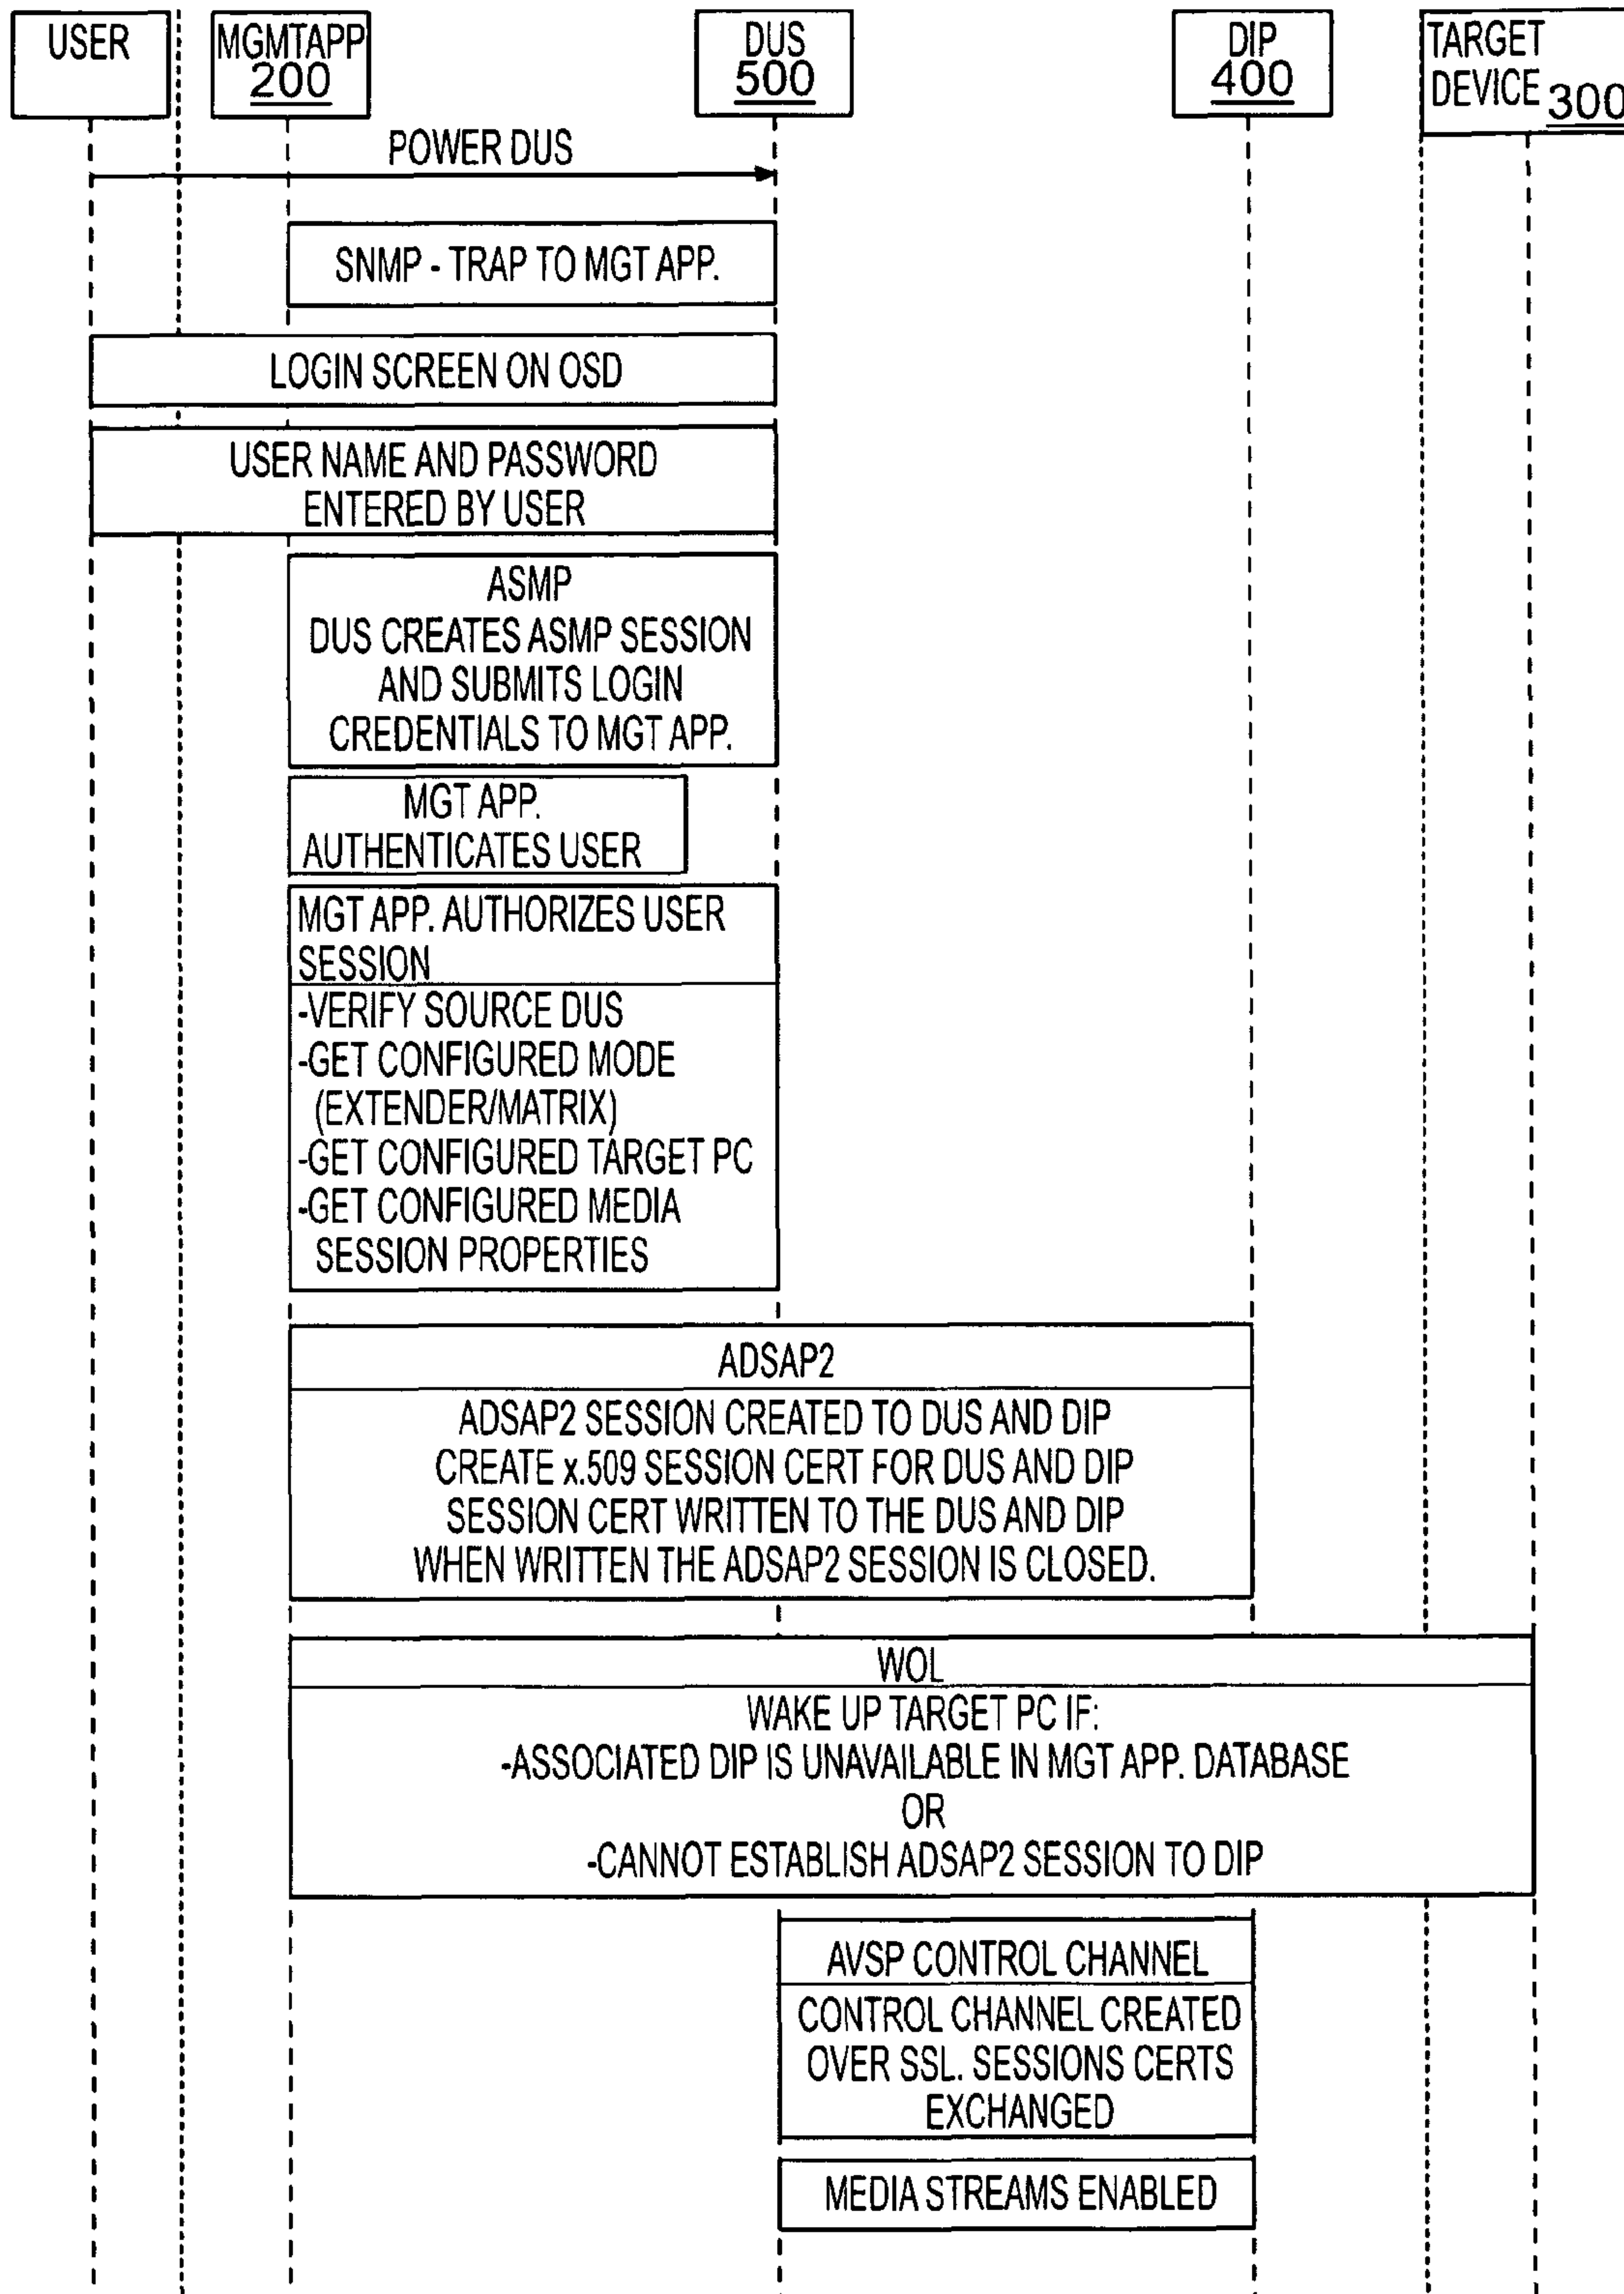 USER
MGMTAPP
200
DUS
500
DIP
400
TARGET
DEVICE 300
POWER DUS
SNMP - TRAP TO MGT APP.
LOGIN SCREEN ON OSD
USER NAME AND PASSWORD
ENTERED BY USER
ASMP
DUS CREATES ASMP SESSION
AND SUBMITS LOGIN
CREDENTIALS TO MGT APP.
MGT APP.
AUTHENTICATES USER
MGT APP. AUTHORIZES USER
SESSION
-VERIFY SOURCE DUS
-GET CONFIGURED MODE
(EXTENDER/MATRIX)
-GET CONFIGURED TARGET PC
-GET CONFIGURED MEDIA
SESSION PROPERTIES
ADSAP2
ADSAP2 SESSION CREATED TO DUS AND DIP
CREATE x.509 SESSION CERT FOR DUS AND DIP
SESSION CERT WRITTEN TO THE DUS AND DIP
WHEN WRITTEN THE ADSAP2 SESSION IS CLOSED.
WOL
WAKE UP TARGET PC IF:
-ASSOCIATED DIP IS UNAVAILABLE IN MGT APP. DATABASE
OR
-CANNOT ESTABLISH ADSAP2 SESSION TO DIP
AVSP CONTROL CHANNEL
CONTROL CHANNEL CREATED
OVER SSL. SESSIONS CERTS
EXCHANGED
MEDIA STREAMS ENABLED